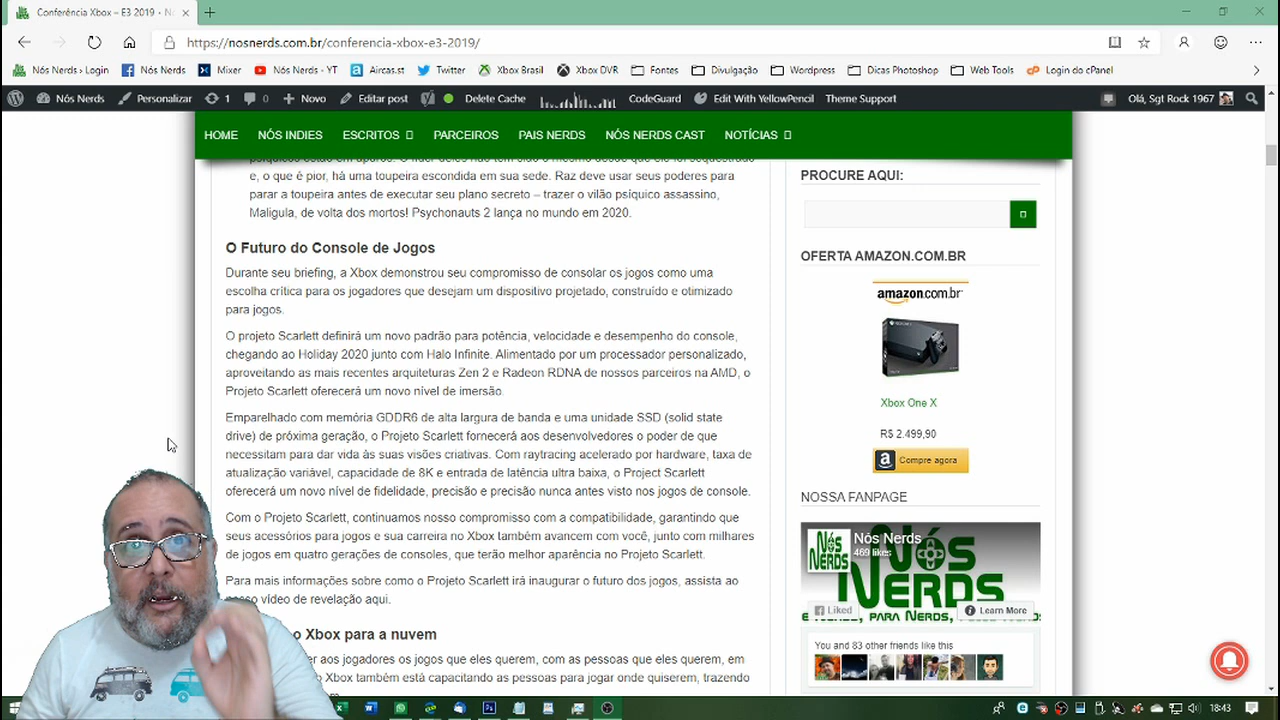 Conferência Xbox – E3 2019 • N
https://nosnerds.com.br/conferencia-xbox-e3-2019/
Nós Nerds › Login
Nós Nerds
Mixer
Nós Nerds - YT
Aircas.st
Twitter
Xbox Brasil
Xbox DVR
Fontes
Divulgação
Wordpress
Dicas Photoshop
Web Tools
Login do cPanel
Nós Nerds
Personalizar
1
0
Novo
Editar post
Delete Cache
CodeGuard
Edit With YellowPencil
Theme Support
Olá, Sgt Rock 1967
HOME
NÓS INDIES
ESCRITOS
PARCEIROS
PAIS NERDS
NÓS NERDS CAST
NOTÍCIAS
psíquicos estão em apuros. O líder deles não tem sido o mesmo desde que ele foi sequestrado
e, o que é pior, há uma toupeira escondida em sua sede. Raz deve usar seus poderes para
parar a toupeira antes de executar seu plano secreto – trazer o vilão psíquico assassino,
Maligula, de volta dos mortos! Psychonauts 2 lança no mundo em 2020.
O Futuro do Console de Jogos
Durante seu briefing, a Xbox demonstrou seu compromisso de consolar os jogos como uma
escolha crítica para os jogadores que desejam um dispositivo projetado, construído e otimizado
para jogos.
O projeto Scarlett definirá um novo padrão para potência, velocidade e desempenho do console,
chegando ao Holiday 2020 junto com Halo Infinite. Alimentado por um processador personalizado,
aproveitando as mais recentes arquiteturas Zen 2 e Radeon RDNA de nossos parceiros na AMD, o
Projeto Scarlett oferecerá um novo nível de imersão.
Emparelhado com memória GDDR6 de alta largura de banda e uma unidade SSD (solid state
drive) de próxima geração, o Projeto Scarlett fornecerá aos desenvolvedores o poder de que
necessitam para dar vida às suas visões criativas. Com raytracing acelerado por hardware, taxa de
atualização variável, capacidade de 8K e entrada de latência ultra baixa, o Project Scarlett
oferecerá um novo nível de fidelidade, precisão e precisão nunca antes visto nos jogos de console.
Com o Projeto Scarlett, continuamos nosso compromisso com a compatibilidade, garantindo que
seus acessórios para jogos e sua carreira no Xbox também avancem com você, junto com milhares
de jogos em quatro gerações de consoles, que terão melhor aparência no Projeto Scarlett.
Para mais informações sobre como o Projeto Scarlett irá inaugurar o futuro dos jogos, assista ao
nosso vídeo de revelação aqui.
o Xbox para a nuvem
aos jogadores os jogos que eles querem, com as pessoas que eles querem, em
Xbox também está capacitando as pessoas para jogar onde quiserem, trazendo
PROCURE AQUI:
OFERTA AMAZON.COM.BR
amazon.com.br
Xbox One X
R$ 2.499,90
Compre agora
NOSSA FANPAGE
NÓS NERDS
Nós Nerds
469 likes
NÓS
NERDS
Liked
Learn More
You and 83 other friends like this
18:43